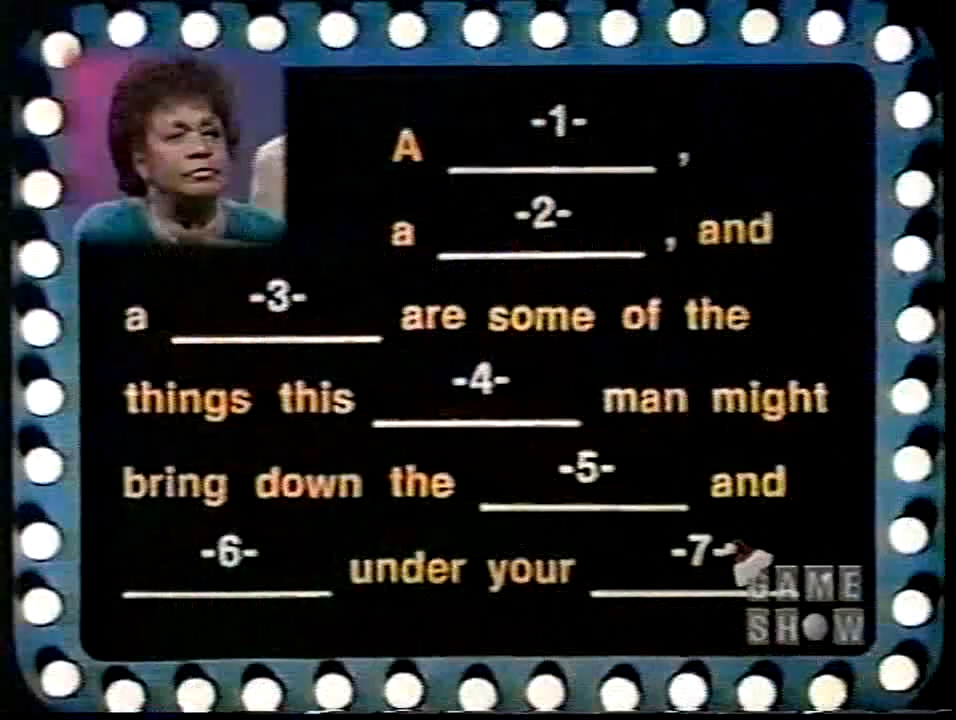 A -1- ,
a -2- , and
a -3- are some of the
things this -4- man might
bring down the -5- and
-6- under your -7-
GAME
SHOW